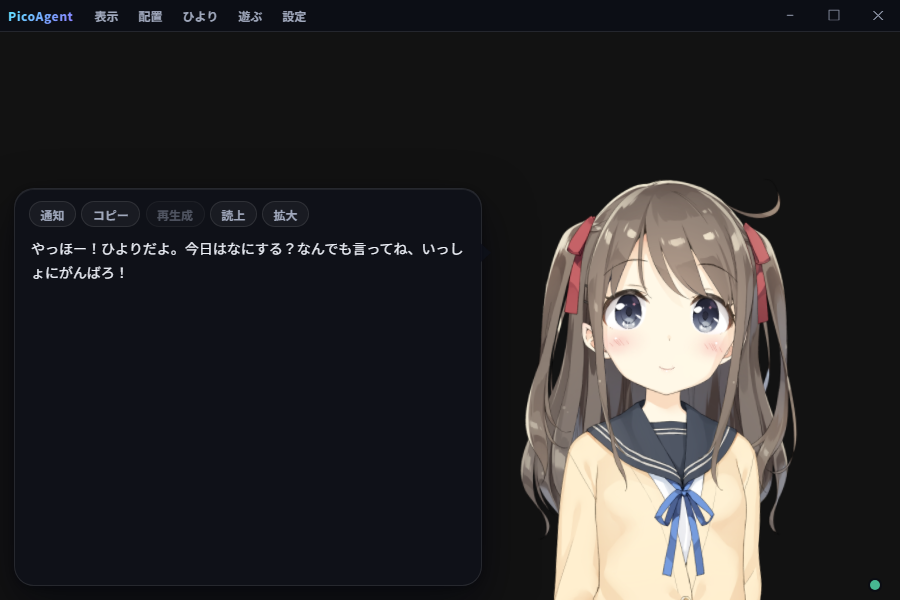 PicoAgent 表示 配置 ひより 遊ぶ 設定
通知 コピー 再生成 読上 拡大
やっほー！ひよりだよ。今日はなにする？なんでも言ってね、いっし
ょにがんばろ！